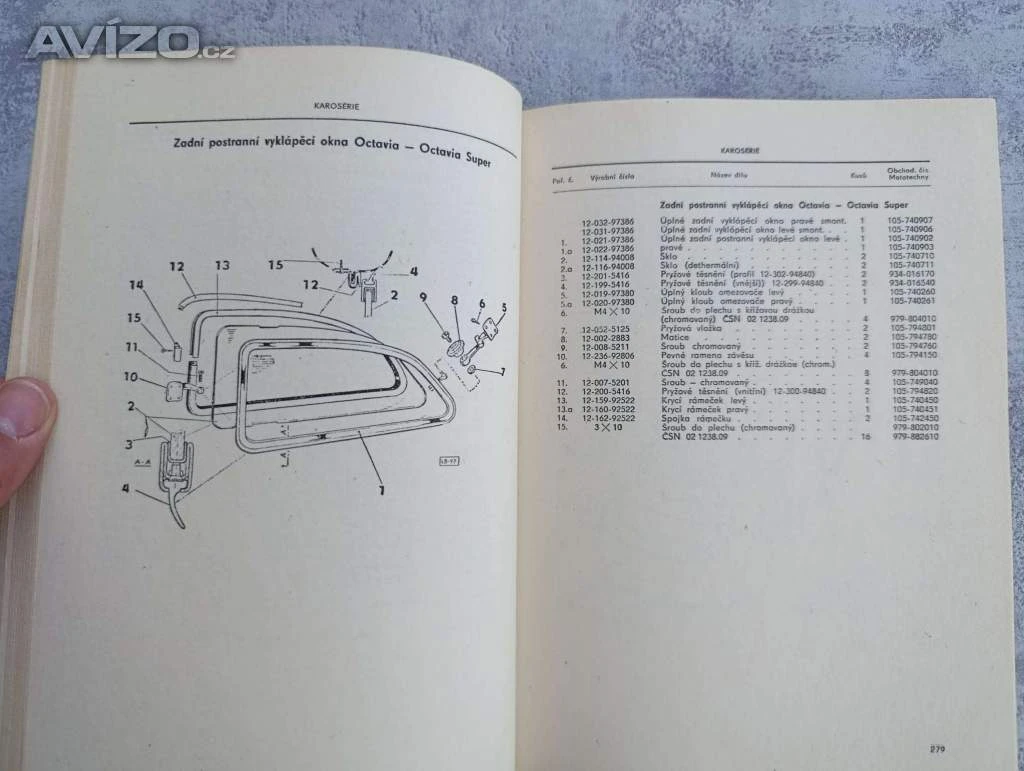 AVÍZO.cz
KAROSÉRIE
Zadní postranní vyklápěcí okna Octavia — Octavia Super
15
4
12
13
12
2
9
8
6
5
14
15
11
10
7
2
3
A-A
A
4
1
KAROSÉRIE
Poř. č. Výrobní číslo Název dílu Kusů Obchod. čís. Mototechny
Zadní postranní vyklápěcí okna Octavia — Octavia Super
12-032-97386 Úplné zadní vyklápěcí okno pravé smont. . 1 105-740907
12-031-97386 Úplné zadní vyklápěcí okno levé smont. . . 1 105-740906
1. 12-021-97386 Úplné zadní postranní vyklápěcí okno levé . 1 105-740902
1.a 12-022-97386 pravé . . . . . . . . . . 1 105-740903
2. 12-114-94008 Sklo . . . . . . . . . . 2 105-740710
2.a 12-116-94008 Sklo (dethermální) . . . . . . . 2 105-740711
3. 12-201-5416 Pryžové těsnění (profil 12-302-94840) . . 2 934-016170
4. 12-199-5416 Pryžové těsnění (vnější) 12-299-94840 . . 2 934-016540
5. 12-019-97380 Úplný kloub omezovače levý . . . . 1 105-740260
5.a 12-020-97380 Úplný kloub omezovače pravý . . . . 1 105-740261
6. M4 × 10 Šroub do plechu s křížovou drážkou
(chromovaný) ČSN 02 1238.09 . . . . 4 979-804010
7. 12-052-5125 Pryžová vložka . . . . . . . 2 105-794801
8. 12-002-2883 Matice . . . . . . . . . 2 105-794780
9. 12-008-5211 Šroub chromovaný . . . . . . . 2 105-794760
10. 12-236-92806 Pevné rameno závěsu . . . . . . 4 105-794150
6. M4 × 10 Šroub do plechu s kříž. drážkou (chrom.)
ČSN 02 1238.09 . . . . . . . . 8 979-804010
11. 12-007-5201 Šroub — chromovaný . . . . . . 4 105-749040
12. 12-200-5416 Pryžové těsnění (vnitřní) 12-300-94840 . . 2 105-794820
13. 12-159-92522 Krycí rámeček levý . . . . . . . 1 105-740450
13.a 12-160-92522 Krycí rámeček pravý . . . . . . 1 105-740451
14. 12-162-92522 Spojka rámečku . . . . . . . 2 105-742450
15. 3 × 10 Šroub do plechu (chromovaný) 979-802010
ČSN 02 1238.09 . . . . . . . . 16 979-882610
279